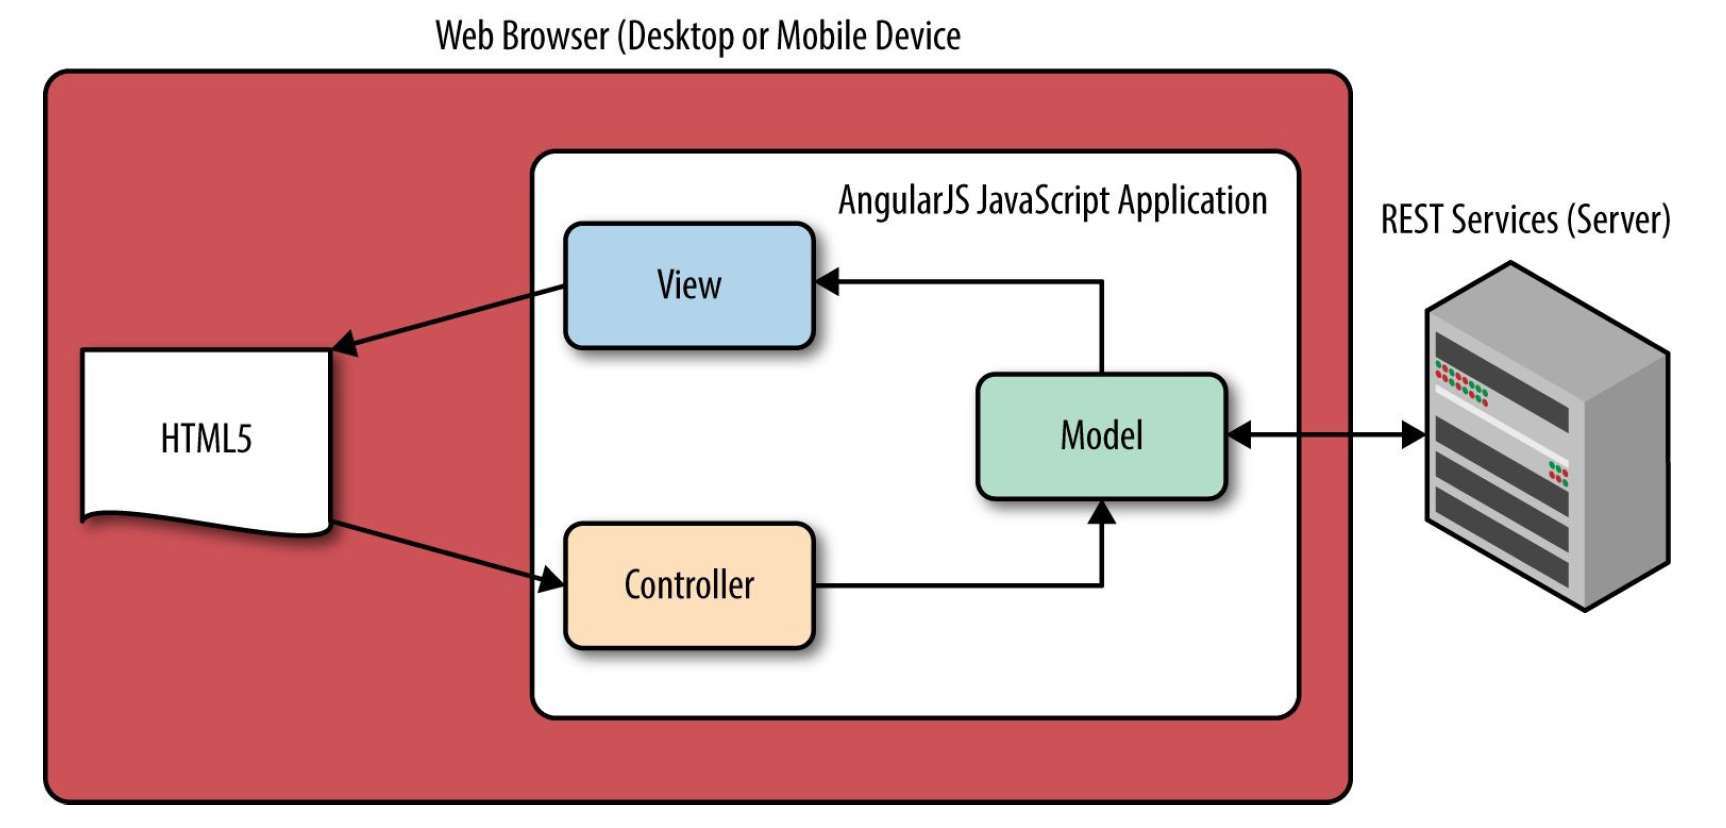 Web Browser (Desktop or Mobile Device
AngularJS JavaScript Application
REST Services (Server)
View
HTML5
Model
Controller